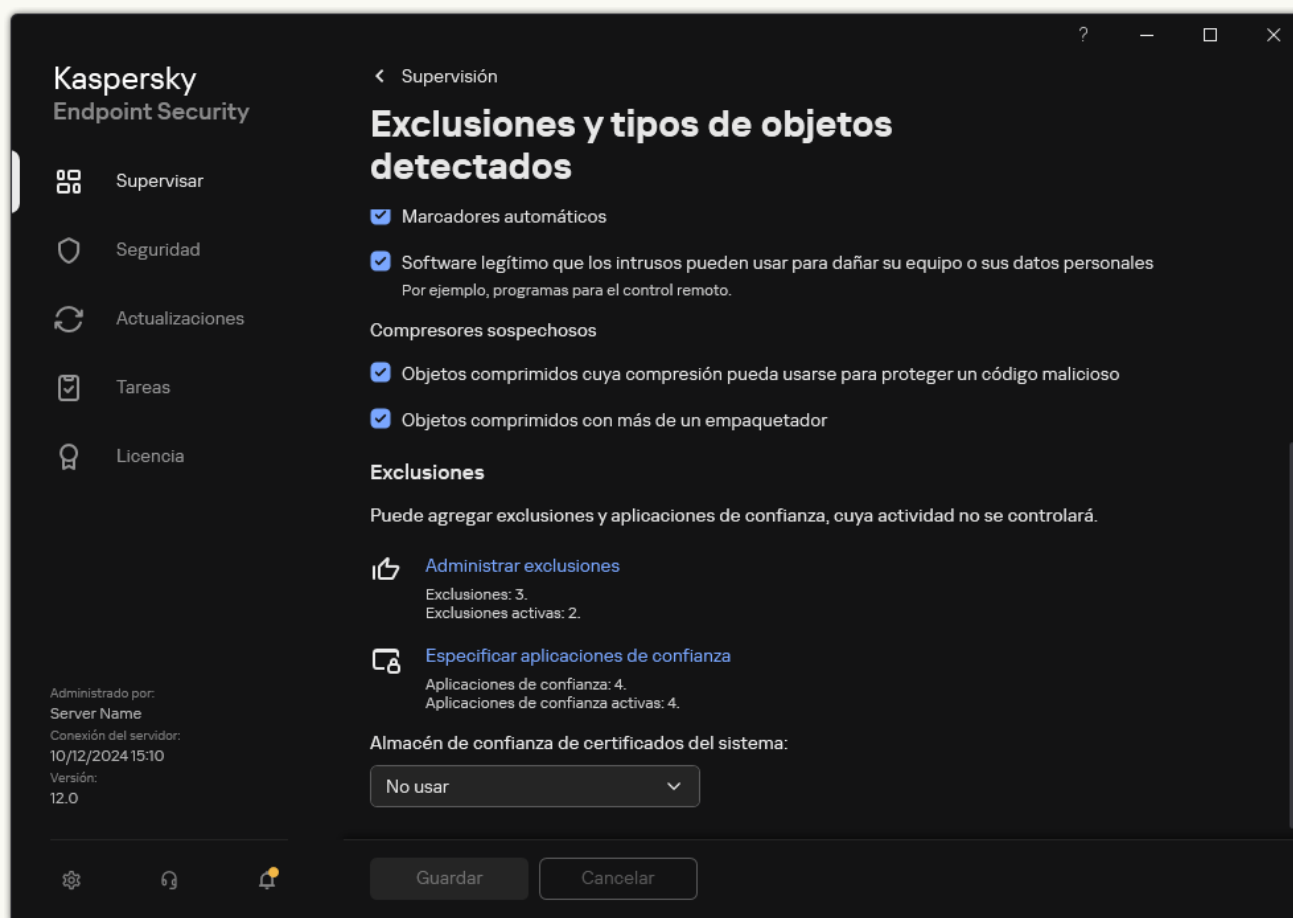 ?
Kaspersky
Endpoint Security
Supervisar
Seguridad
Actualizaciones
Tareas
Licencia
Administrado por:
Server Name
Conexión del servidor:
10/12/2024 15:10
Versión:
12.0
Supervisión
Exclusiones y tipos de objetos
detectados
Marcadores automáticos
Software legítimo que los intrusos pueden usar para dañar su equipo o sus datos personales
Por ejemplo, programas para el control remoto.
Compresores sospechosos
Objetos comprimidos cuya compresión pueda usarse para proteger un código malicioso
Objetos comprimidos con más de un empaquetador
Exclusiones
Puede agregar exclusiones y aplicaciones de confianza, cuya actividad no se controlará.
Administrar exclusiones
Exclusiones: 3.
Exclusiones activas: 2.
Especificar aplicaciones de confianza
Aplicaciones de confianza: 4.
Aplicaciones de confianza activas: 4.
Almacén de confianza de certificados del sistema:
No usar
Guardar
Cancelar